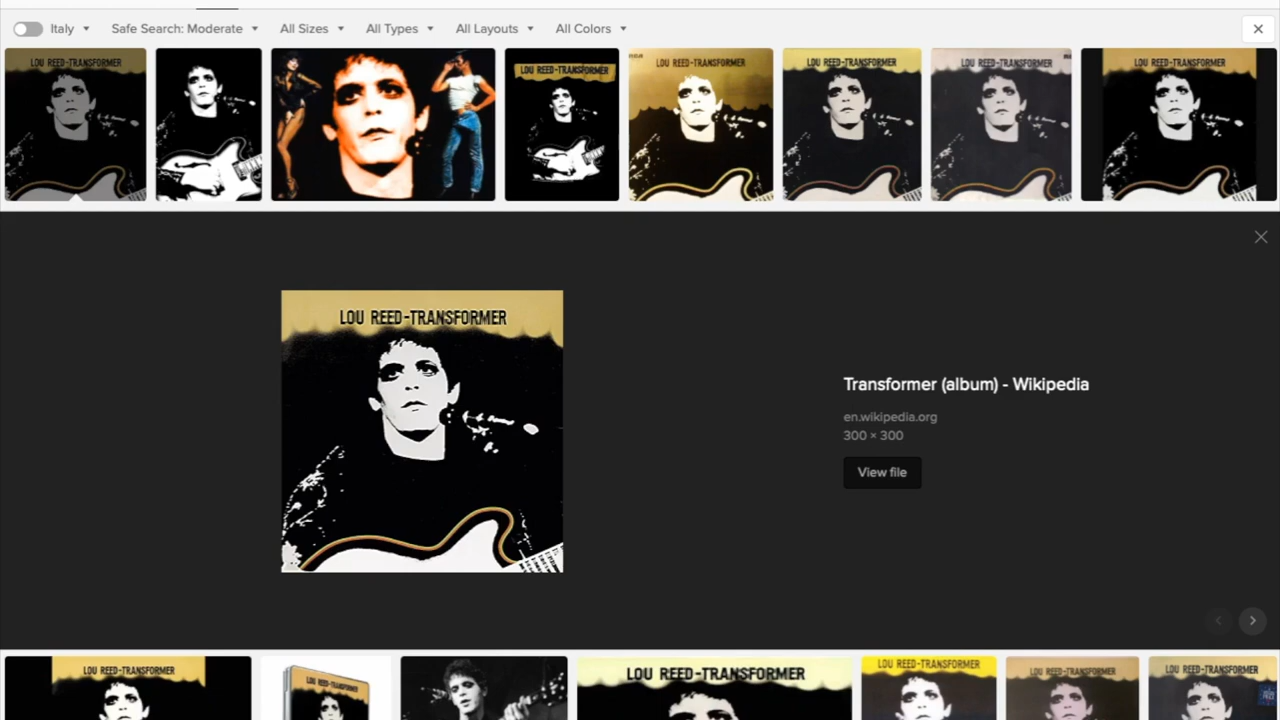 Italy
Safe Search: Moderate
All Sizes
All Types
All Layouts
All Colors
LOU REED-TRANSFORMER
LOU REED-TRANSFORMER
LOU REED-TRANSFORMER
LOU REED-TRANSFORMER
LOU REED-TRANSFORMER
LOU REED-TRANSFORMER
LOU REED-TRANSFORMER
Transformer (album) - Wikipedia
en.wikipedia.org
300 × 300
View file
LOU REED-TRANSFORMER
LOU REED-TRANSFORMER
LOU REED-TRANSFORMER
LOU REED-TRANSFORMER
LOU REED-TRANSFORMER
LOU REED-TRANSFORMER